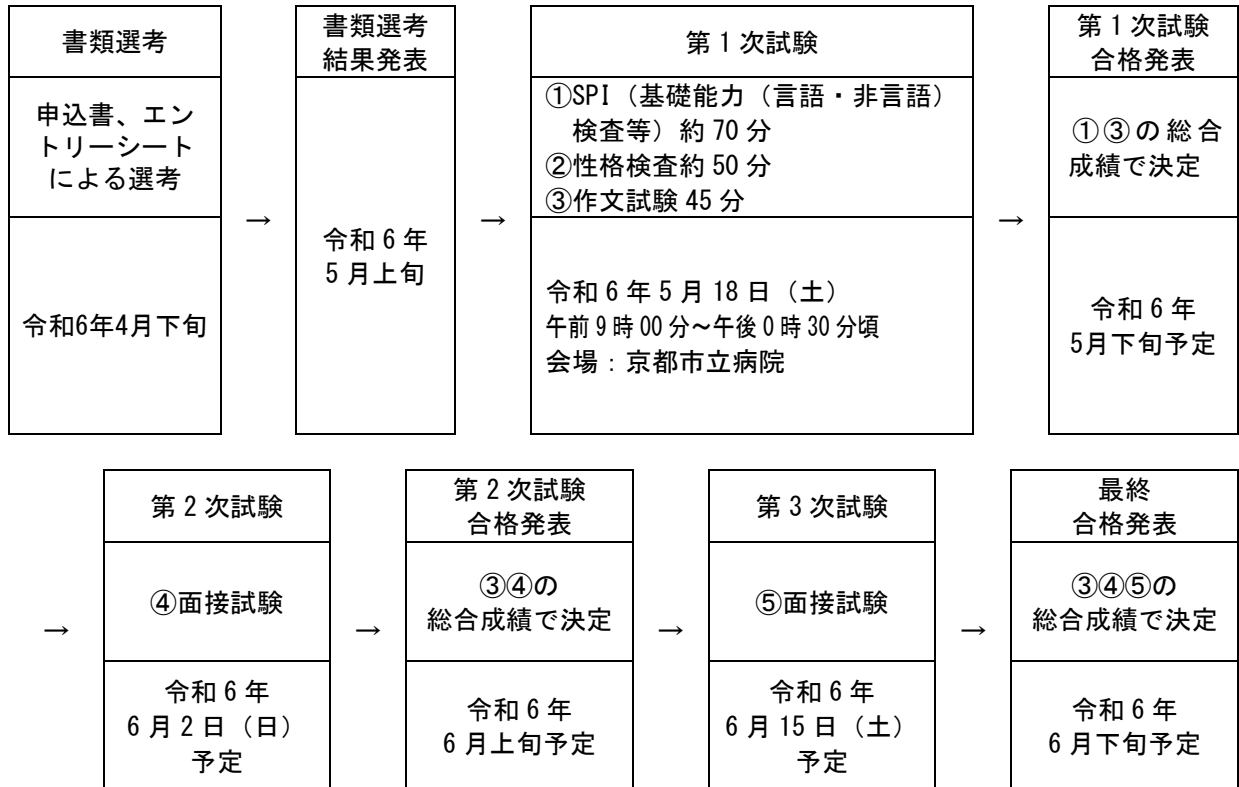 書類選考
申込書、エン
トリーシート
による選考
令和6年4月下旬
→
書類選考
結果発表
令和6年
5月上旬
→
第1次試験
①SPI（基礎能力（言語・非言語）
検査等）約70分
②性格検査約50分
③作文試験45分
令和6年5月18日（土）
午前9時00分～午後0時30分頃
会場：京都市立病院
→
第1次試験
合格発表
①③の総合
成績で決定
令和6年
5月下旬予定
→
第2次試験
④面接試験
令和6年
6月2日（日）
予定
→
第2次試験
合格発表
③④の
総合成績で決定
令和6年
6月上旬予定
→
第3次試験
⑤面接試験
令和6年
6月15日（土）
予定
→
最終
合格発表
③④⑤の
総合成績で決定
令和6年
6月下旬予定